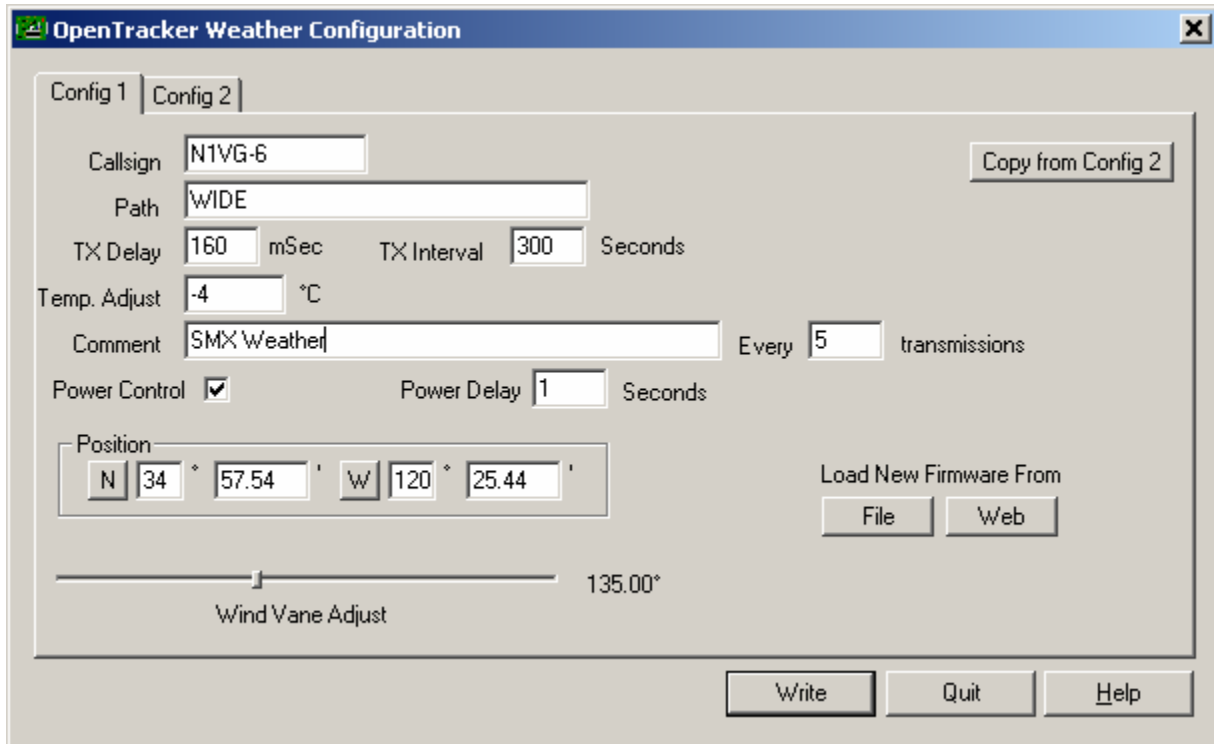 OpenTracker Weather Configuration
Config 1 Config 2
Callsign N1VG-6 Copy from Config 2
Path WIDE
TX Delay 160 mSec TX Interval 300 Seconds
Temp. Adjust -4 °C
Comment SMX Weather Every 5 transmissions
Power Control Power Delay 1 Seconds
Position
N 34 ° 57.54 ' W 120 ° 25.44 '
Load New Firmware From
File Web
135.00°
Wind Vane Adjust
Write Quit Help